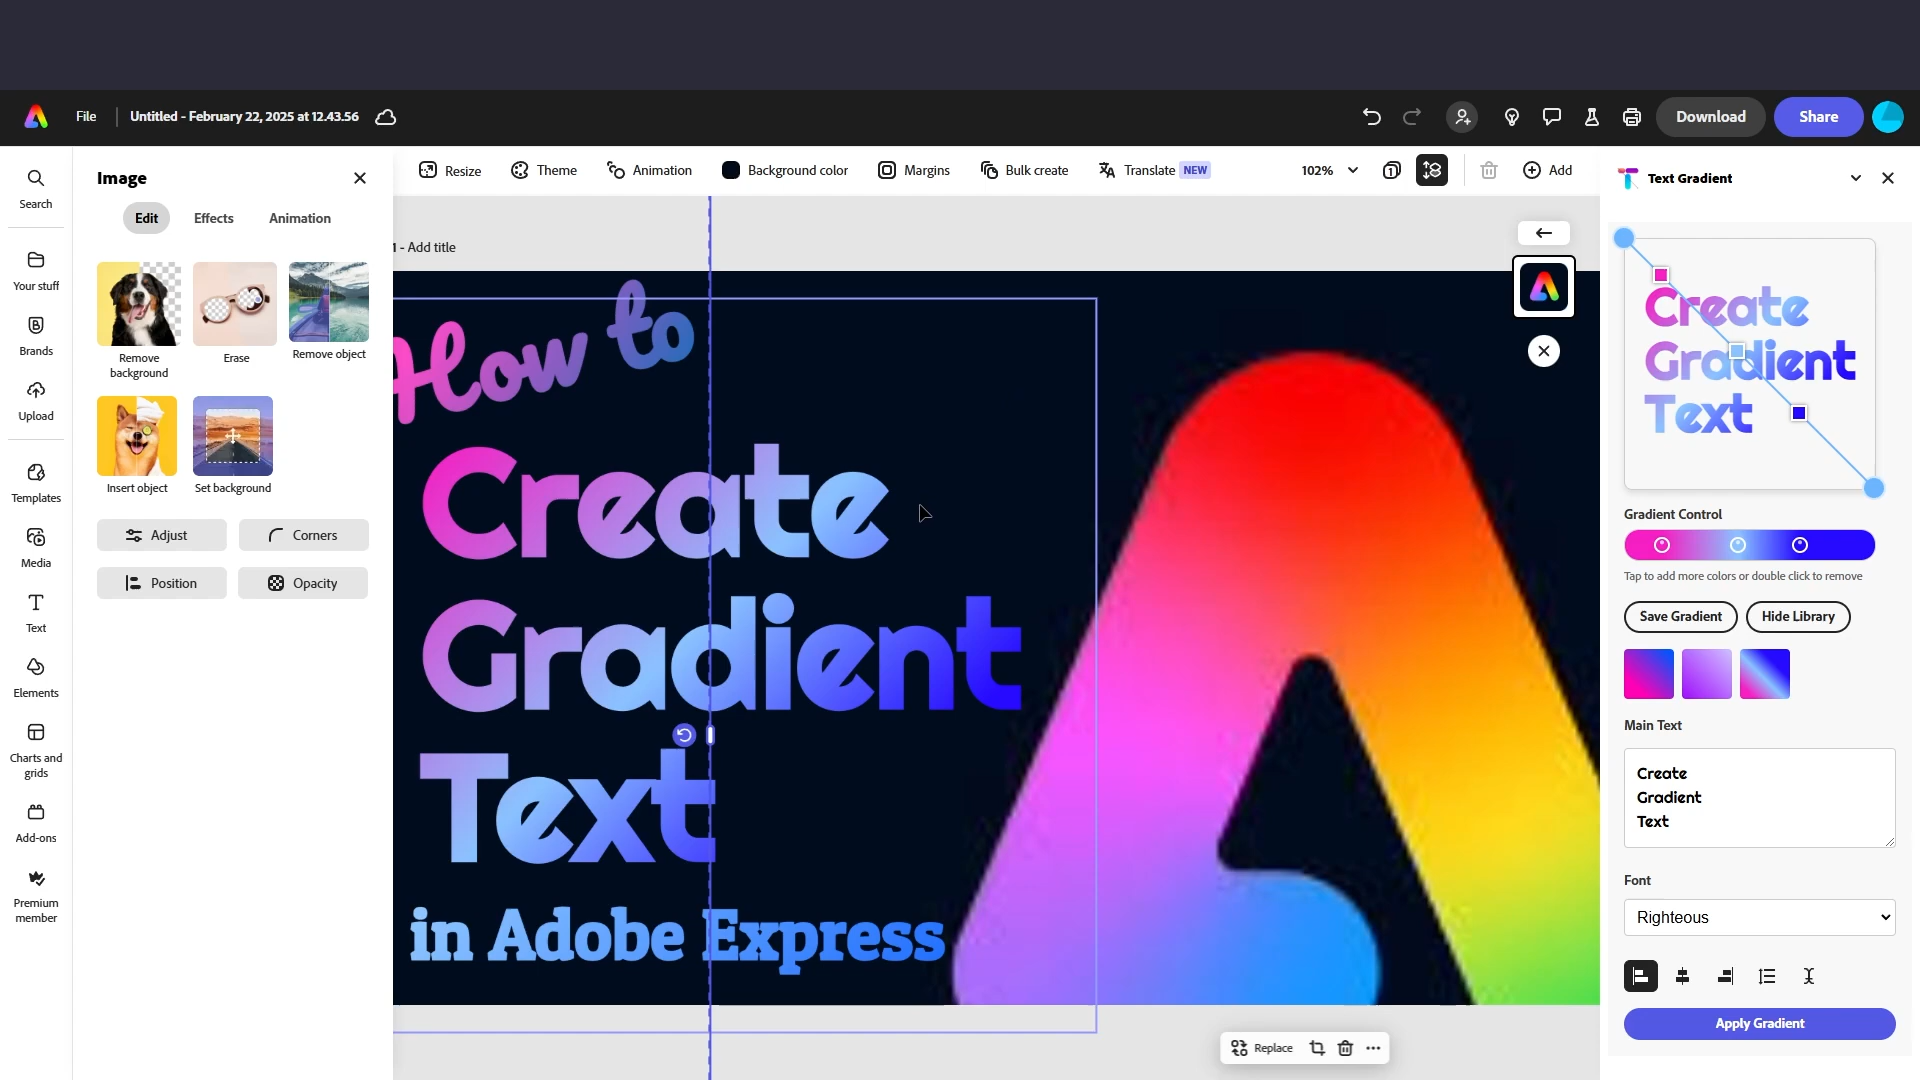 File
Untitled - February 22, 2025 at 12.43.56
Download
Share
Search
Your stuff
Brands
Upload
Templates
Media
Text
Elements
Charts and
grids
Add-ons
Premium
member
Image
Edit
Effects
Animation
Remove
background
Erase
Remove object
Insert object
Set background
Adjust
Corners
Position
Opacity
Resize
Theme
Animation
Background color
Margins
Bulk create
Translate NEW
102%
1
Add
1 - Add title
How to
Create
Gradient
Text
in Adobe Express
Replace
Text Gradient
Create
Gradient
Text
Gradient Control
Tap to add more colors or double click to remove
Save Gradient
Hide Library
Main Text
Create
Gradient
Text
Font
Righteous
Apply Gradient